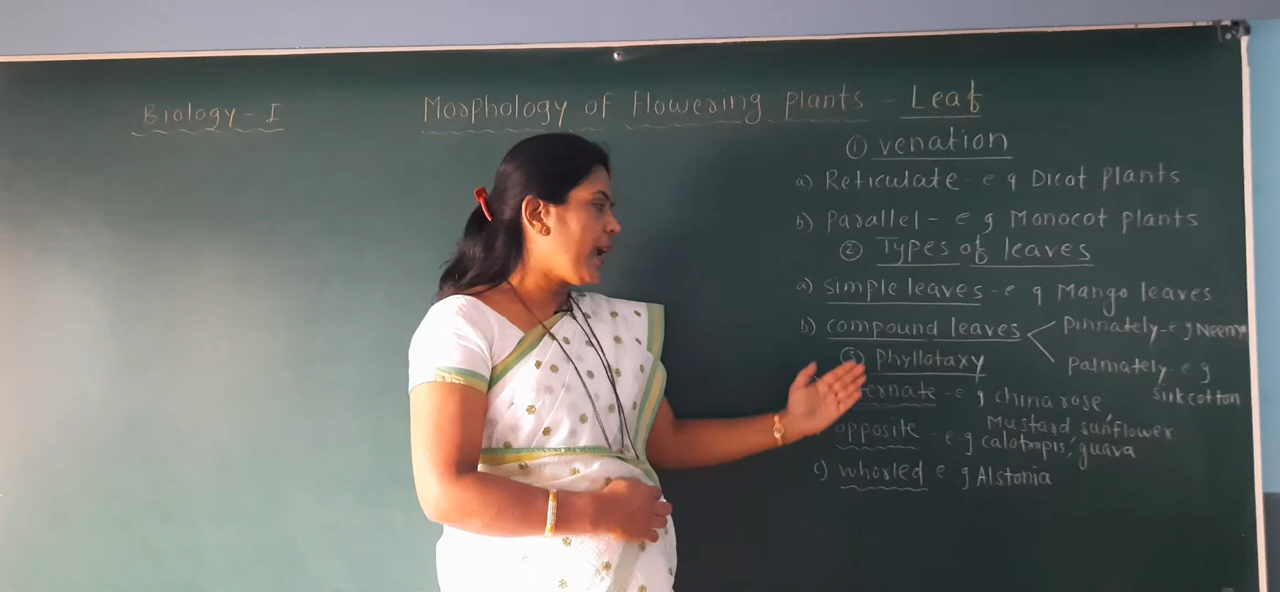 Biology - I
Morphology of Flowering plants - Leaf
① venation
a) Reticulate - e g Dicot plants
b) Parallel - e g Monocot plants
② Types of leaves
a) simple leaves - e g Mango leaves
b) compound leaves < Pinnately - e g Neem
Palmately - e g
silk cotton
③ Phyllotaxy
ternate - e g china rose,
Mustard sunflower
opposite - e g calotropis, guava
c) whorled e g Alstonia